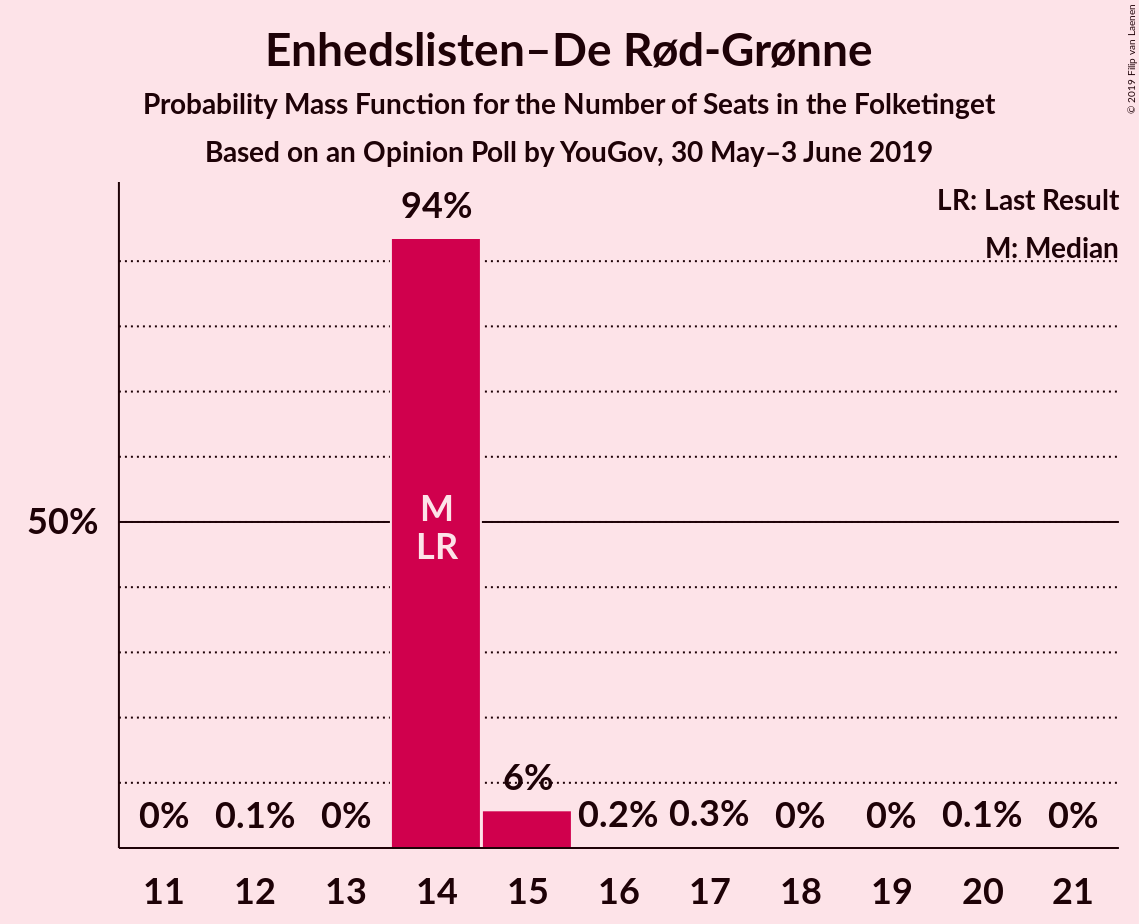 Enhedslisten–De Rød-Grønne
Probability Mass Function for the Number of Seats in the Folketinget
Based on an Opinion Poll by YouGov, 30 May–3 June 2019
© 2019 Filip van Laenen
LR: Last Result
M: Median
94%
50%
M
LR
0% 0.1% 0% 6% 0.2% 0.3% 0% 0% 0.1% 0%
11 12 13 14 15 16 17 18 19 20 21